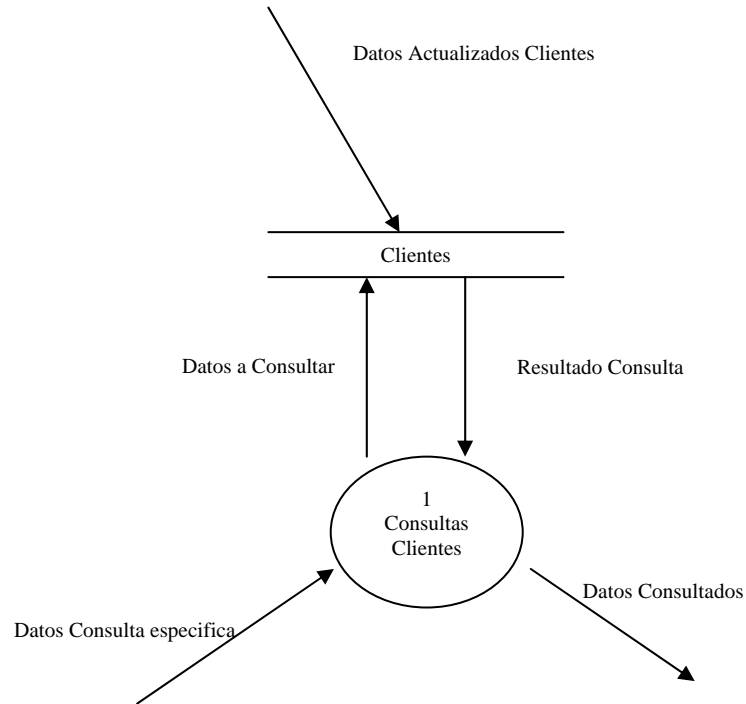 Datos Actualizados Clientes
Clientes
Datos a Consultar
Resultado Consulta
1
Consultas
Clientes
Datos Consultados
Datos Consulta especifica